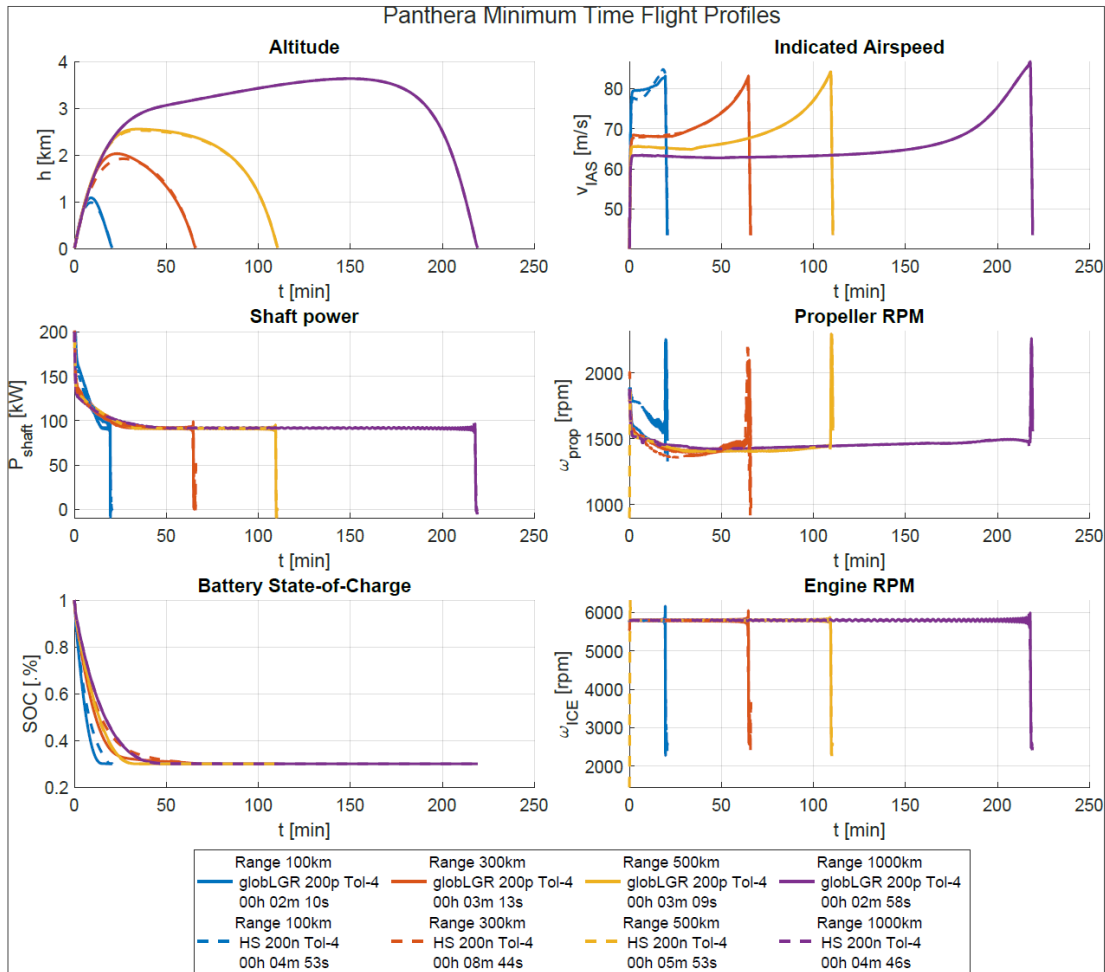 Panthera Minimum Time Flight Profiles
Altitude
h [km]
4
3
2
1
0
0 50 100 150 200 250
t [min]
Indicated Airspeed
v_IAS [m/s]
80
70
60
50
0 50 100 150 200 250
t [min]
Shaft power
P_shaft [kW]
200
150
100
50
0
0 50 100 150 200 250
t [min]
Propeller RPM
ω_prop [rpm]
2000
1500
1000
0 50 100 150 200 250
t [min]
Battery State-of-Charge
SOC [.%]
1
0.8
0.6
0.4
0.2
0 50 100 150 200 250
t [min]
Engine RPM
ω_ICE [rpm]
6000
5000
4000
3000
2000
0 50 100 150 200 250
t [min]
Range 100km Range 300km Range 500km Range 1000km
globLGR 200p Tol-4 globLGR 200p Tol-4 globLGR 200p Tol-4 globLGR 200p Tol-4
00h 02m 10s 00h 03m 13s 00h 03m 09s 00h 02m 58s
Range 100km Range 300km Range 500km Range 1000km
HS 200n Tol-4 HS 200n Tol-4 HS 200n Tol-4 HS 200n Tol-4
00h 04m 53s 00h 08m 44s 00h 05m 53s 00h 04m 46s